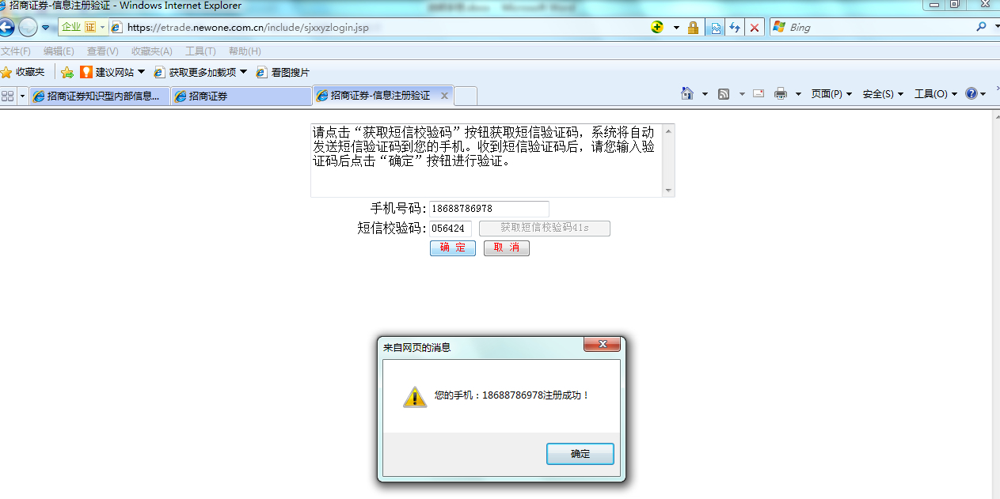 招商证券-信息注册验证 - Windows Internet Explorer
企业 证 https://etrade.newone.com.cn/include/sjxxyzlogin.jsp Bing
文件(F) 编辑(E) 查看(V) 收藏夹(A) 工具(T) 帮助(H)
收藏夹 建议网站 获取更多加载项 看图搜片
招商证券知识型内部信息... 招商证券 招商证券-信息注册验证 页面(P) 安全(S) 工具(O)
请点击“获取短信校验码”按钮获取短信验证码，系统将自动
发送短信验证码到您的手机。收到短信验证码后，请您输入验
证码后点击“确定”按钮进行验证。
手机号码: 18688786978
短信校验码: 056424 获取短信校验码41s
确 定 取 消
来自网页的消息
您的手机：18688786978注册成功！
确定